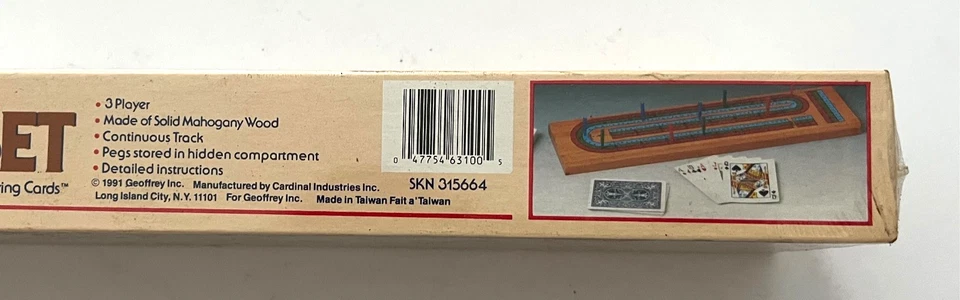 ET
ing Cards™
• 3 Player
• Made of Solid Mahogany Wood
• Continuous Track
• Pegs stored in hidden compartment
• Detailed instructions
© 1991 Geoffrey Inc. Manufactured by Cardinal Industries Inc.
Long Island City, N.Y. 11101 For Geoffrey Inc. Made in Taiwan Fait a' Taiwan
0 47754 63100 5
SKN 315664